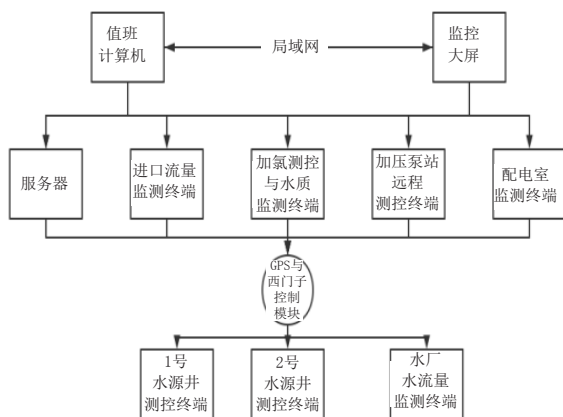 值班
计算机
局域网
监控
大屏
服务器
进口流量
监测终端
加氯测控
与水质
监测终端
加压泵站
远程
测控终端
配电室
监测终端
GPS与
西门子
控制
模块
1号
水源井
测控终端
2号
水源井
测控终端
水厂
水流量
监测终端